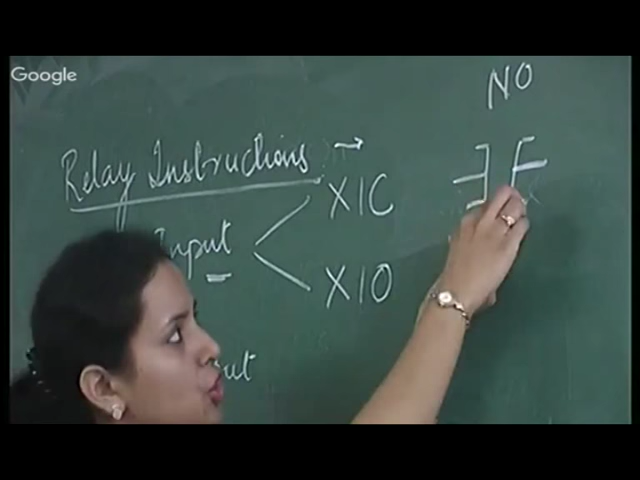 Google
NO
Relay Instructions →
XIC
Input
XIO